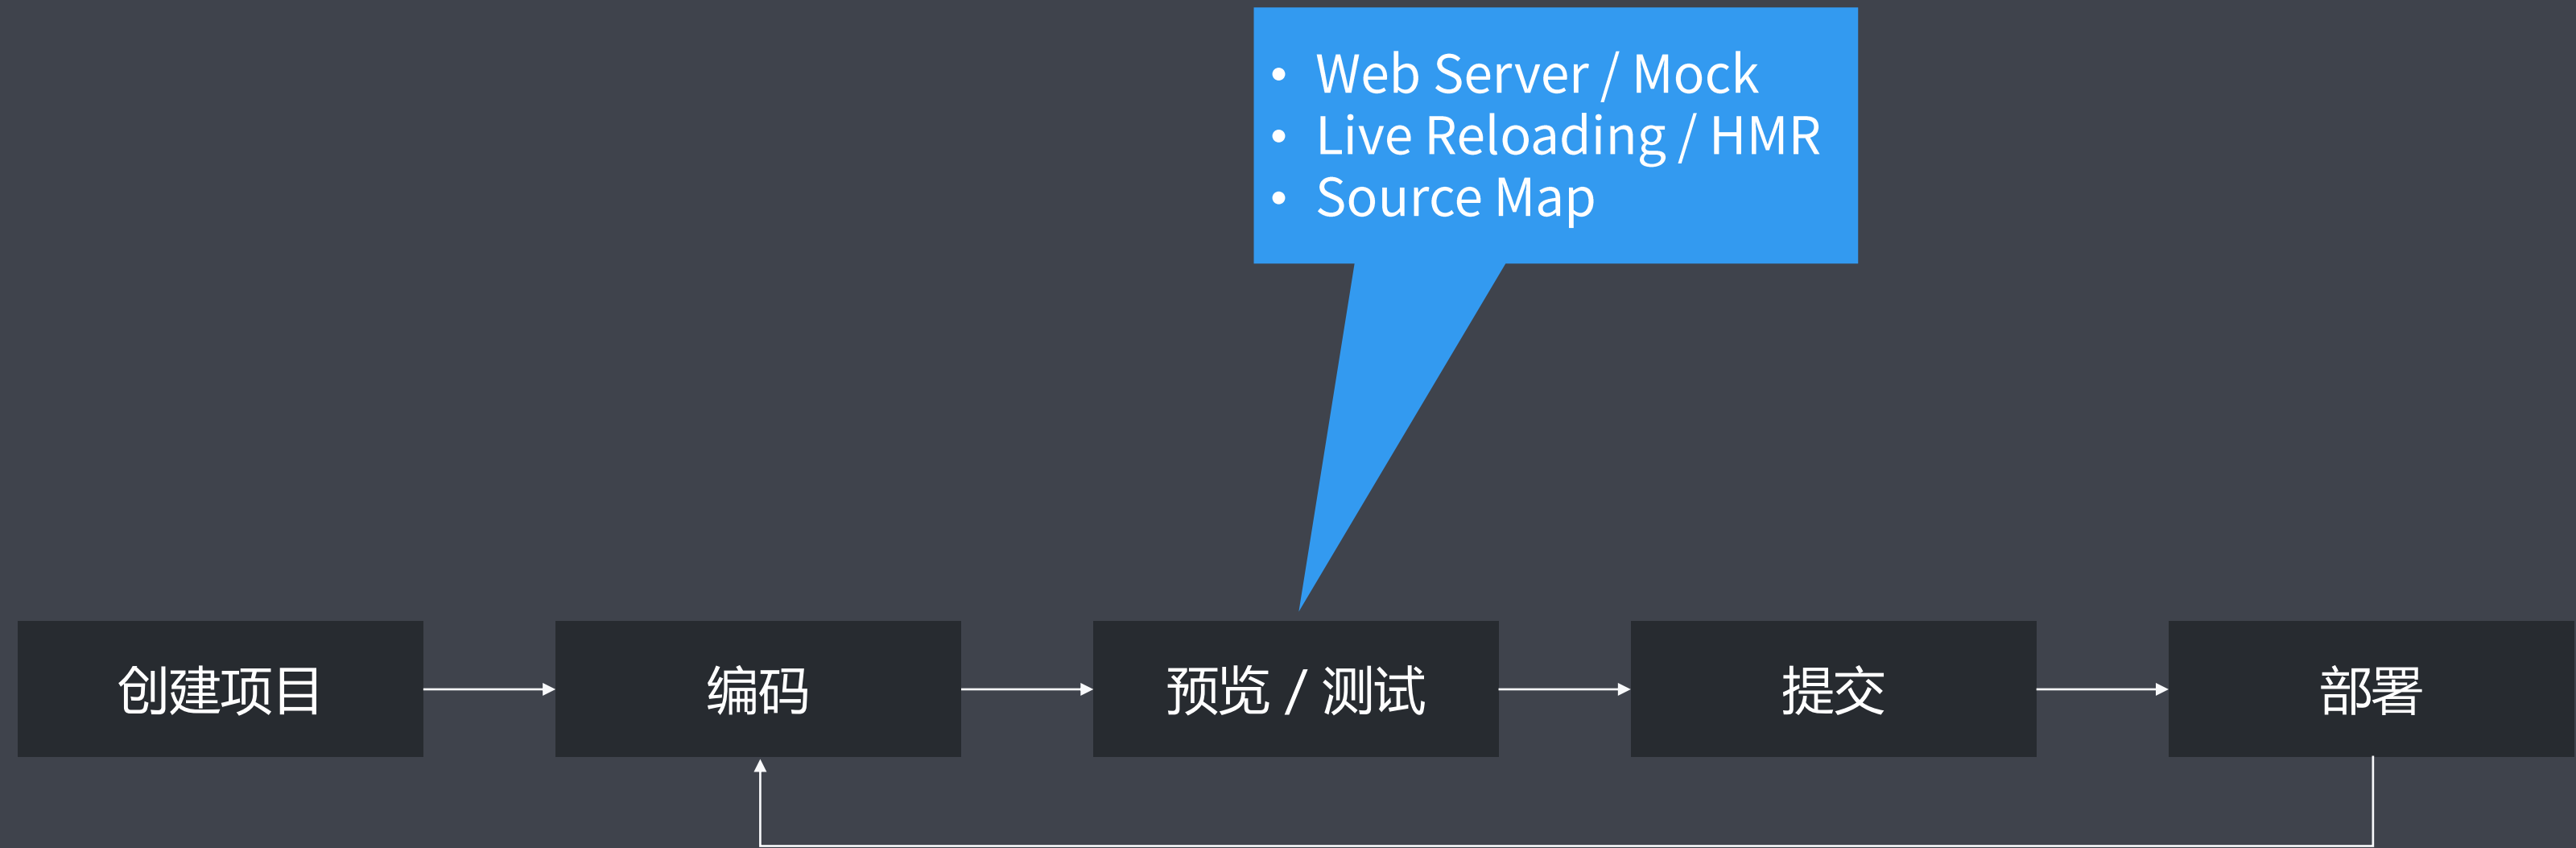 • Web Server / Mock
• Live Reloading / HMR
• Source Map
创建项目
编码
预览 / 测试
提交
部署